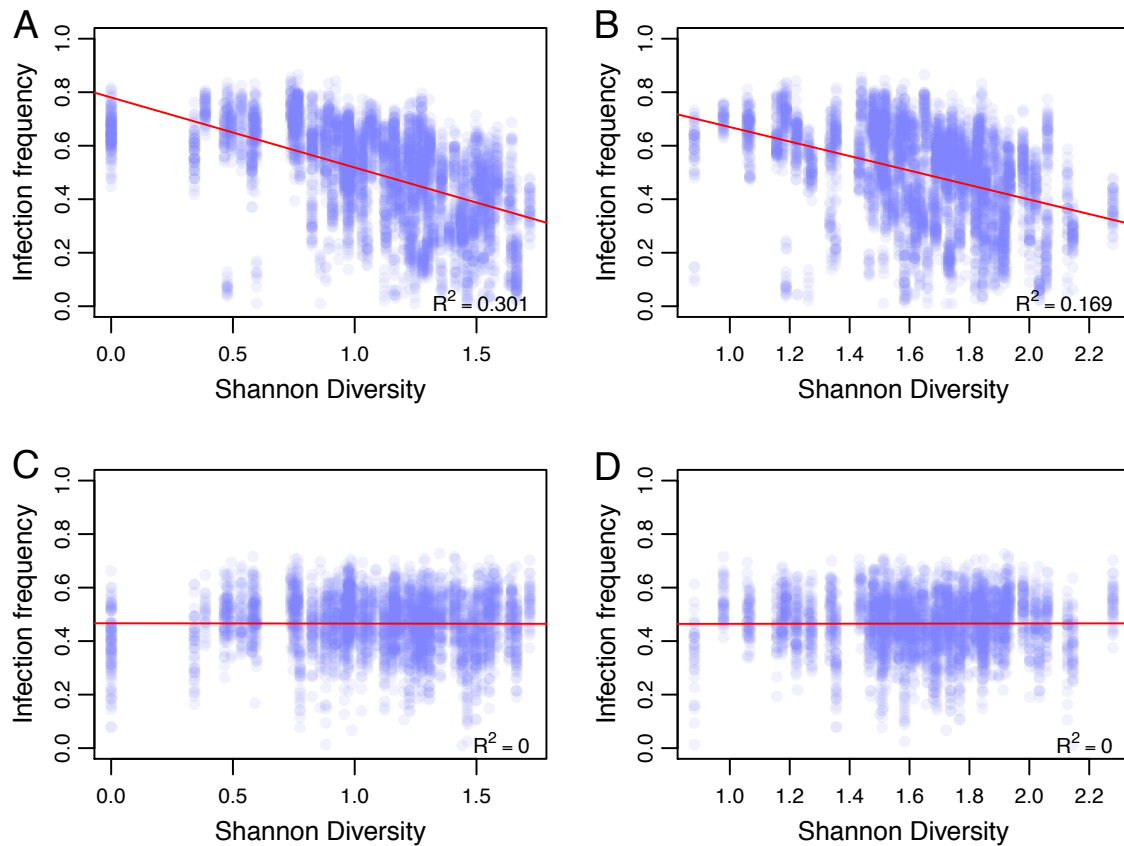 A
Infection frequency
0.0 0.2 0.4 0.6 0.8 1.0
R² = 0.301
0.0 0.5 1.0 1.5
Shannon Diversity
B
Infection frequency
0.0 0.2 0.4 0.6 0.8 1.0
R² = 0.169
1.0 1.2 1.4 1.6 1.8 2.0 2.2
Shannon Diversity
C
Infection frequency
0.0 0.2 0.4 0.6 0.8 1.0
R² = 0
0.0 0.5 1.0 1.5
Shannon Diversity
D
Infection frequency
0.0 0.2 0.4 0.6 0.8 1.0
R² = 0
1.0 1.2 1.4 1.6 1.8 2.0 2.2
Shannon Diversity